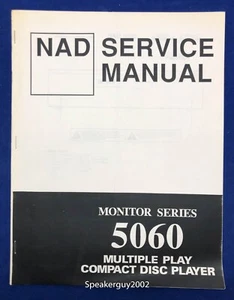 NAD
SERVICE
MANUAL
MONITOR SERIES
5060
MULTIPLE PLAY
COMPACT DISC PLAYER
Speakerguy2002